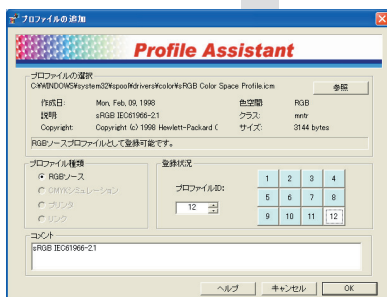 プロファイルの追加
Profile Assistant
プロファイルの選択
C:¥WINDOWS¥system32¥spool¥drivers¥color¥sRGB Color Space Profile.icm
参照
作成日: Mon, Feb, 09, 1998 色空間 RGB
説明: sRGB IEC61966-2.1 クラス: mntr
Copyright: Copyright (c) 1998 Hewlett-Packard ( サイズ: 3144 bytes
RGBソースプロファイルとして登録可能です。
プロファイル種類
RGBソース
CMYKシミュレーション
プリンタ
リンク
登録状況
プロファイルID:
12
1 2 3 4
5 6 7 8
9 10 11 12
コメント
sRGB IEC61966-2.1
ヘルプ キャンセル OK